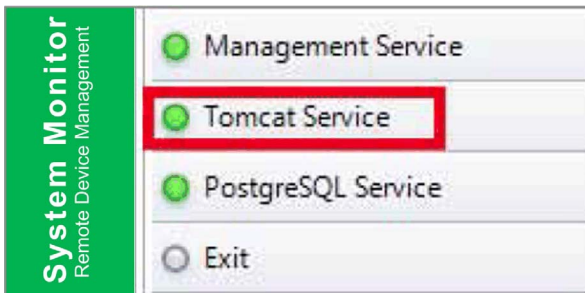 System Monitor
Remote Device Management
Management Service
Tomcat Service
PostgreSQL Service
Exit